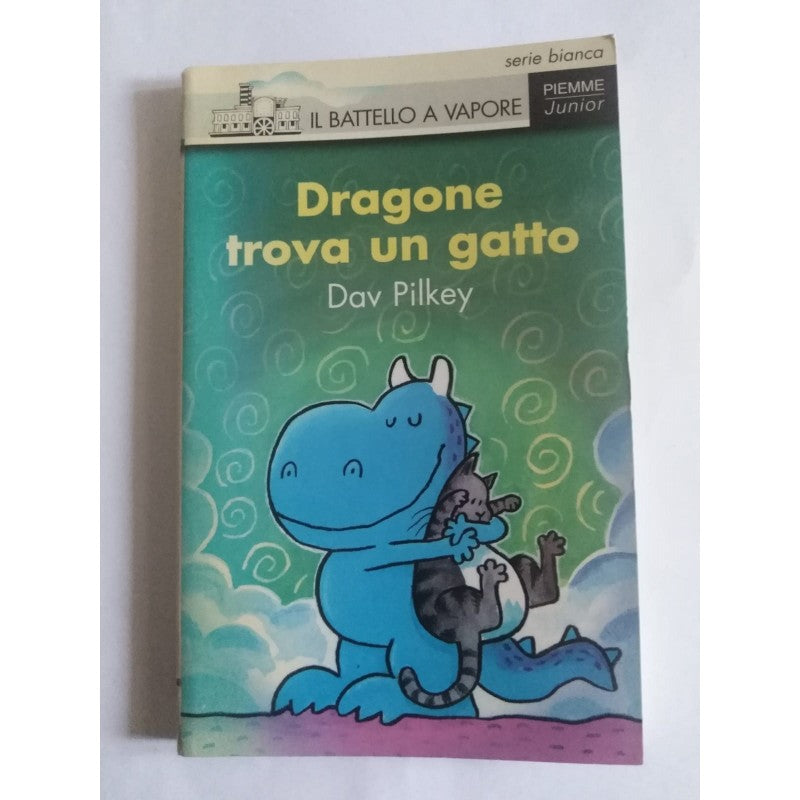 serie bianca
IL BATTELLO A VAPORE
PIEMME
Junior
Dragone
trova un gatto
Dav Pilkey